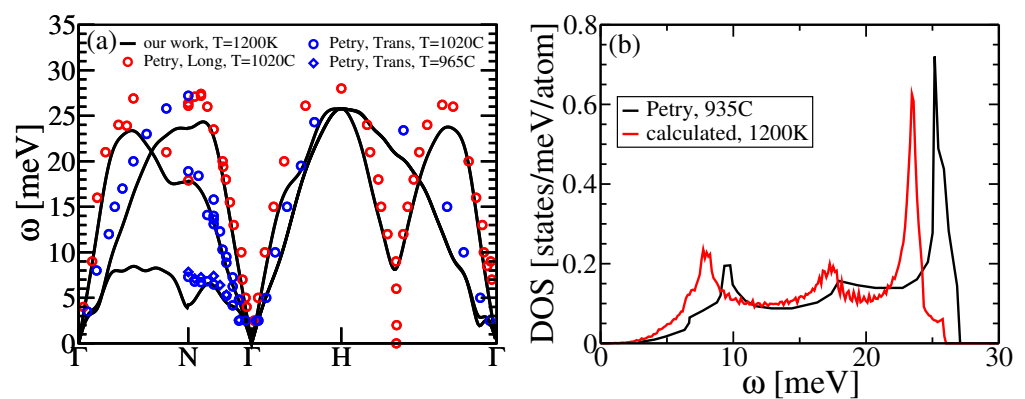 (a)
our work, T=1200K
Petry, Long, T=1020C
Petry, Trans, T=1020C
Petry, Trans, T=965C
35
30
25
20
15
10
5
0
ω [meV]
Γ N Γ H Γ
(b)
Petry, 935C
calculated, 1200K
0.8
0.6
0.4
0.2
0
DOS [states/meV/atom]
0 10 20 30
ω [meV]